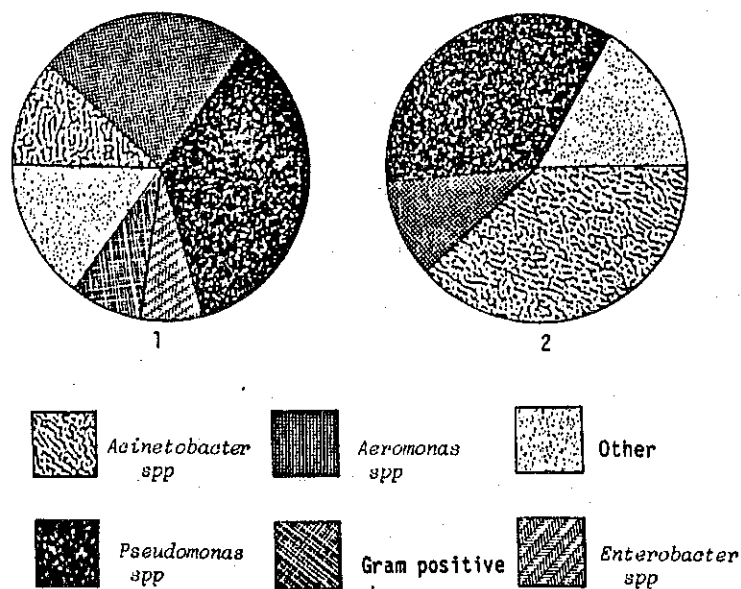 1
2
Acinetobacter
spp
Aeromonas
spp
Other
Pseudomonas
spp
Gram positive
Enterobacter
spp